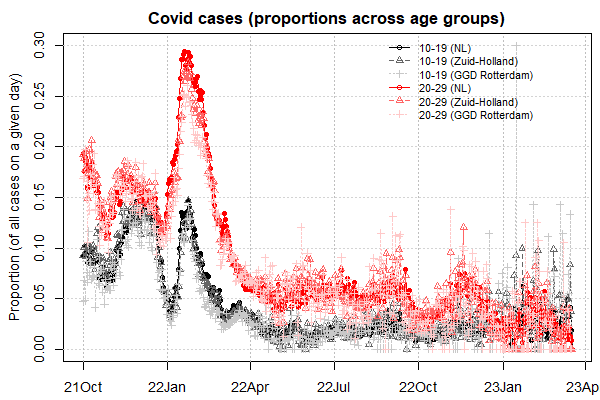 Covid cases (proportions across age groups)
Proportion (of all cases on a given day)
0.30
0.25
0.20
0.15
0.10
0.05
0.00
10-19 (NL)
10-19 (Zuid-Holland)
10-19 (GGD Rotterdam)
20-29 (NL)
20-29 (Zuid-Holland)
20-29 (GGD Rotterdam)
21Oct 22Jan 22Apr 22Jul 22Oct 23Jan 23Ap